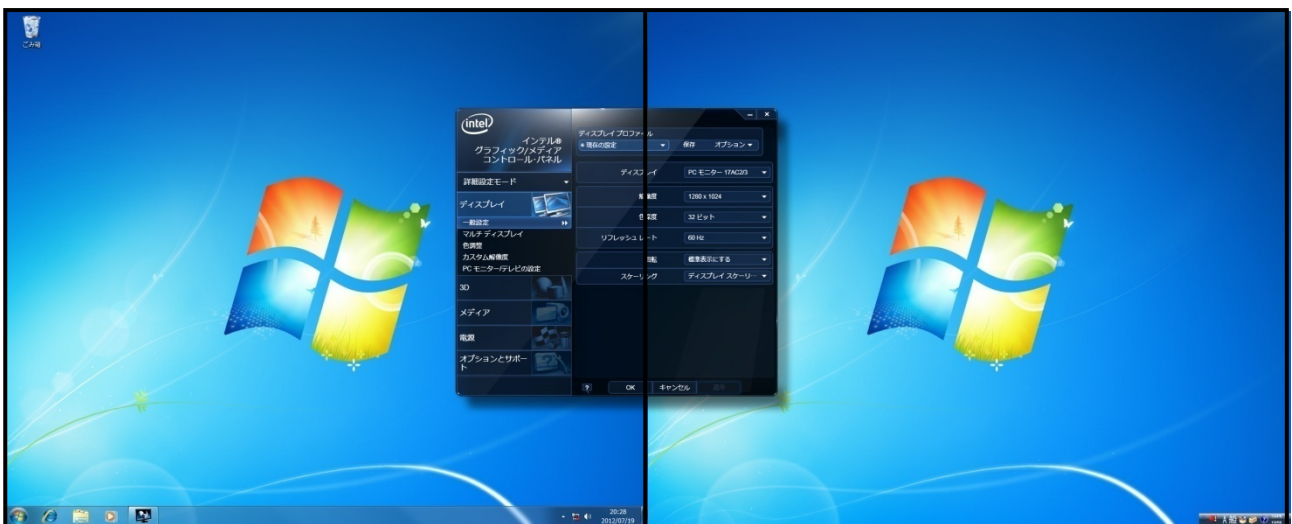 ごみ箱
intel
インテル®
グラフィック/メディア
コントロール・パネル
詳細設定モード
ディスプレイ
一般設定
マルチ ディスプレイ
色調整
カスタム解像度
PC モニター/テレビの設定
3D
メディア
電源
オプションとサポー
ト
ディスプレイ プロファイル
* 現在の設定
保存
オプション
ディスプレイ
PC モニター 17AC2/3
解像度
1280 x 1024
色深度
32 ビット
リフレッシュ レート
60 Hz
回転
標準表示にする
スケーリング
ディスプレイ スケーリ…
?
OK
キャンセル
20:28
2012/07/19
A 般